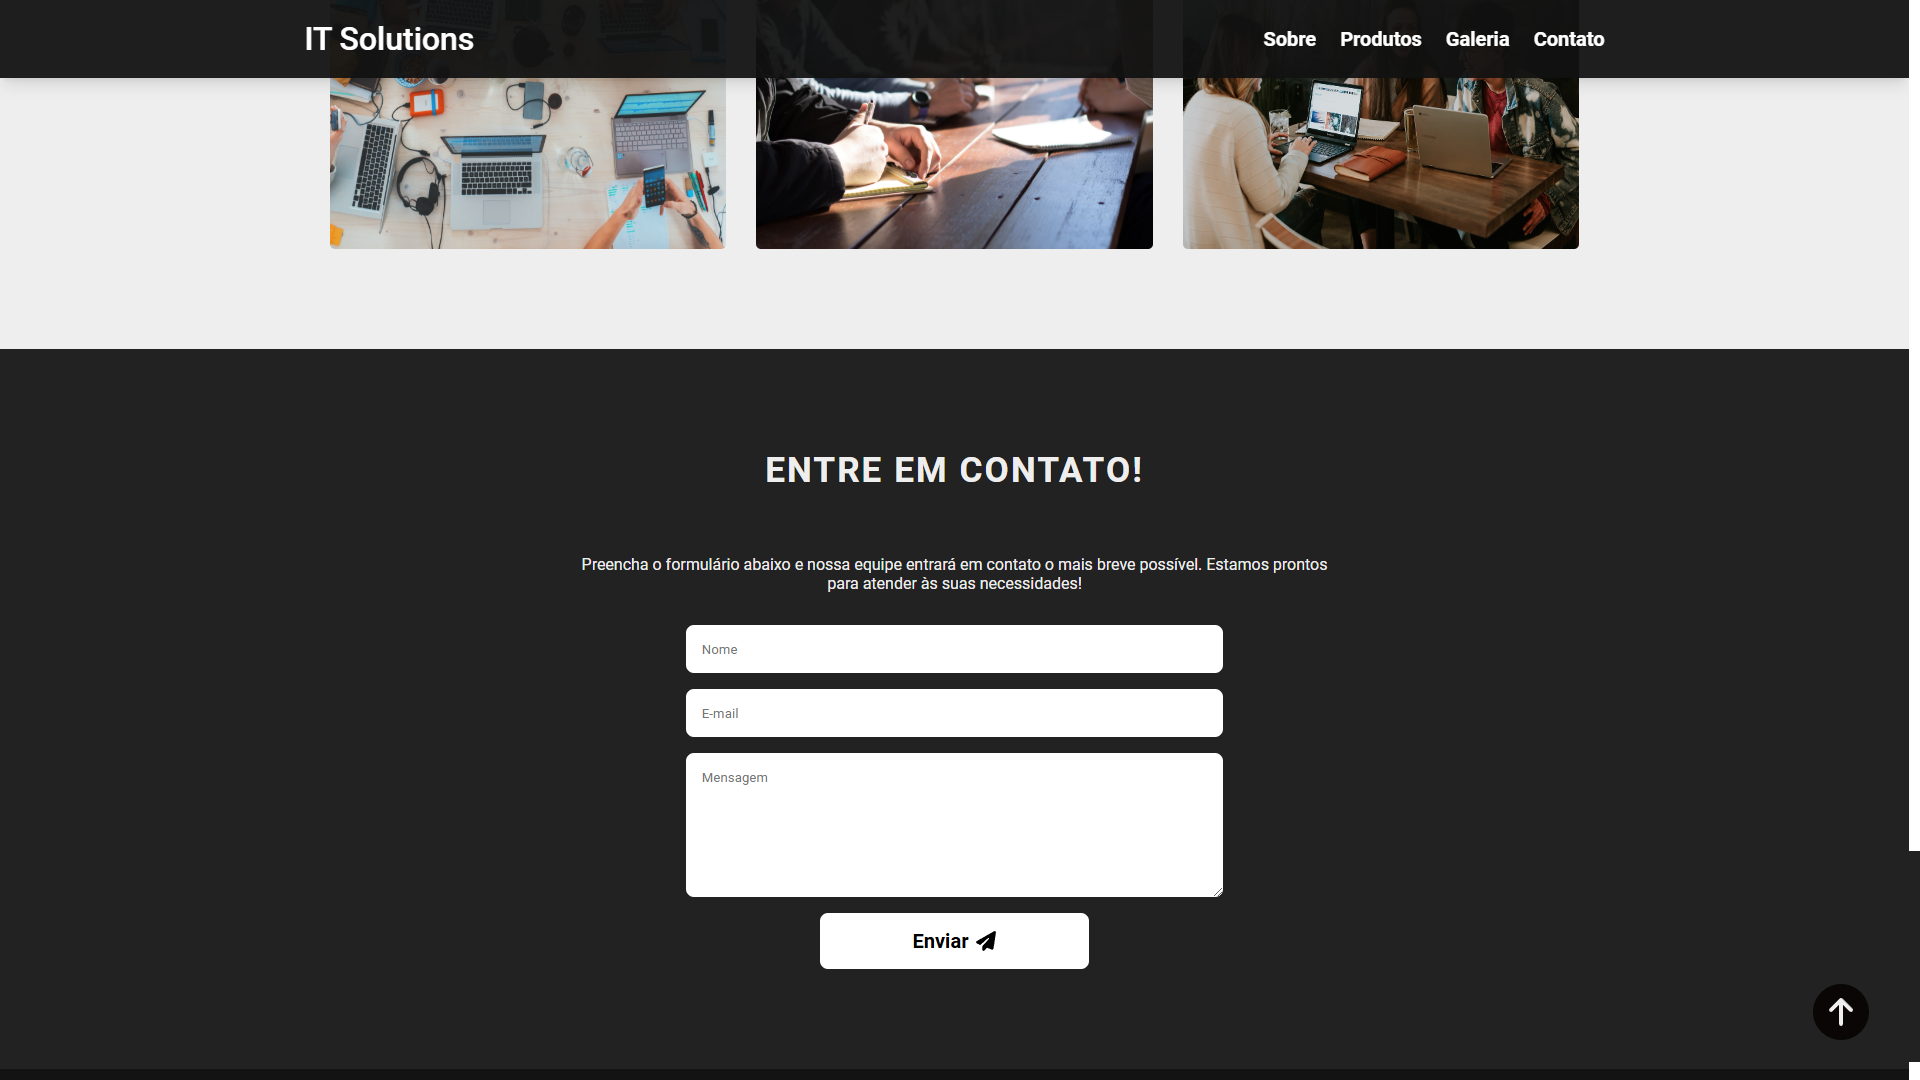 IT Solutions
Sobre Produtos Galeria Contato
ENTRE EM CONTATO!
Preencha o formulário abaixo e nossa equipe entrará em contato o mais breve possível. Estamos prontos
para atender às suas necessidades!
Nome
E-mail
Mensagem
Enviar